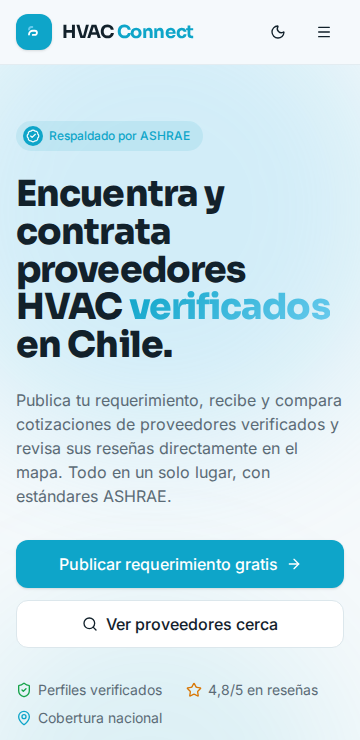 HVAC Connect
Respaldado por ASHRAE
Encuentra y
contrata
proveedores
HVAC verificados
en Chile.
Publica tu requerimiento, recibe y compara
cotizaciones de proveedores verificados y
revisa sus reseñas directamente en el
mapa. Todo en un solo lugar, con
estándares ASHRAE.
Publicar requerimiento gratis →
Ver proveedores cerca
Perfiles verificados
4,8/5 en reseñas
Cobertura nacional